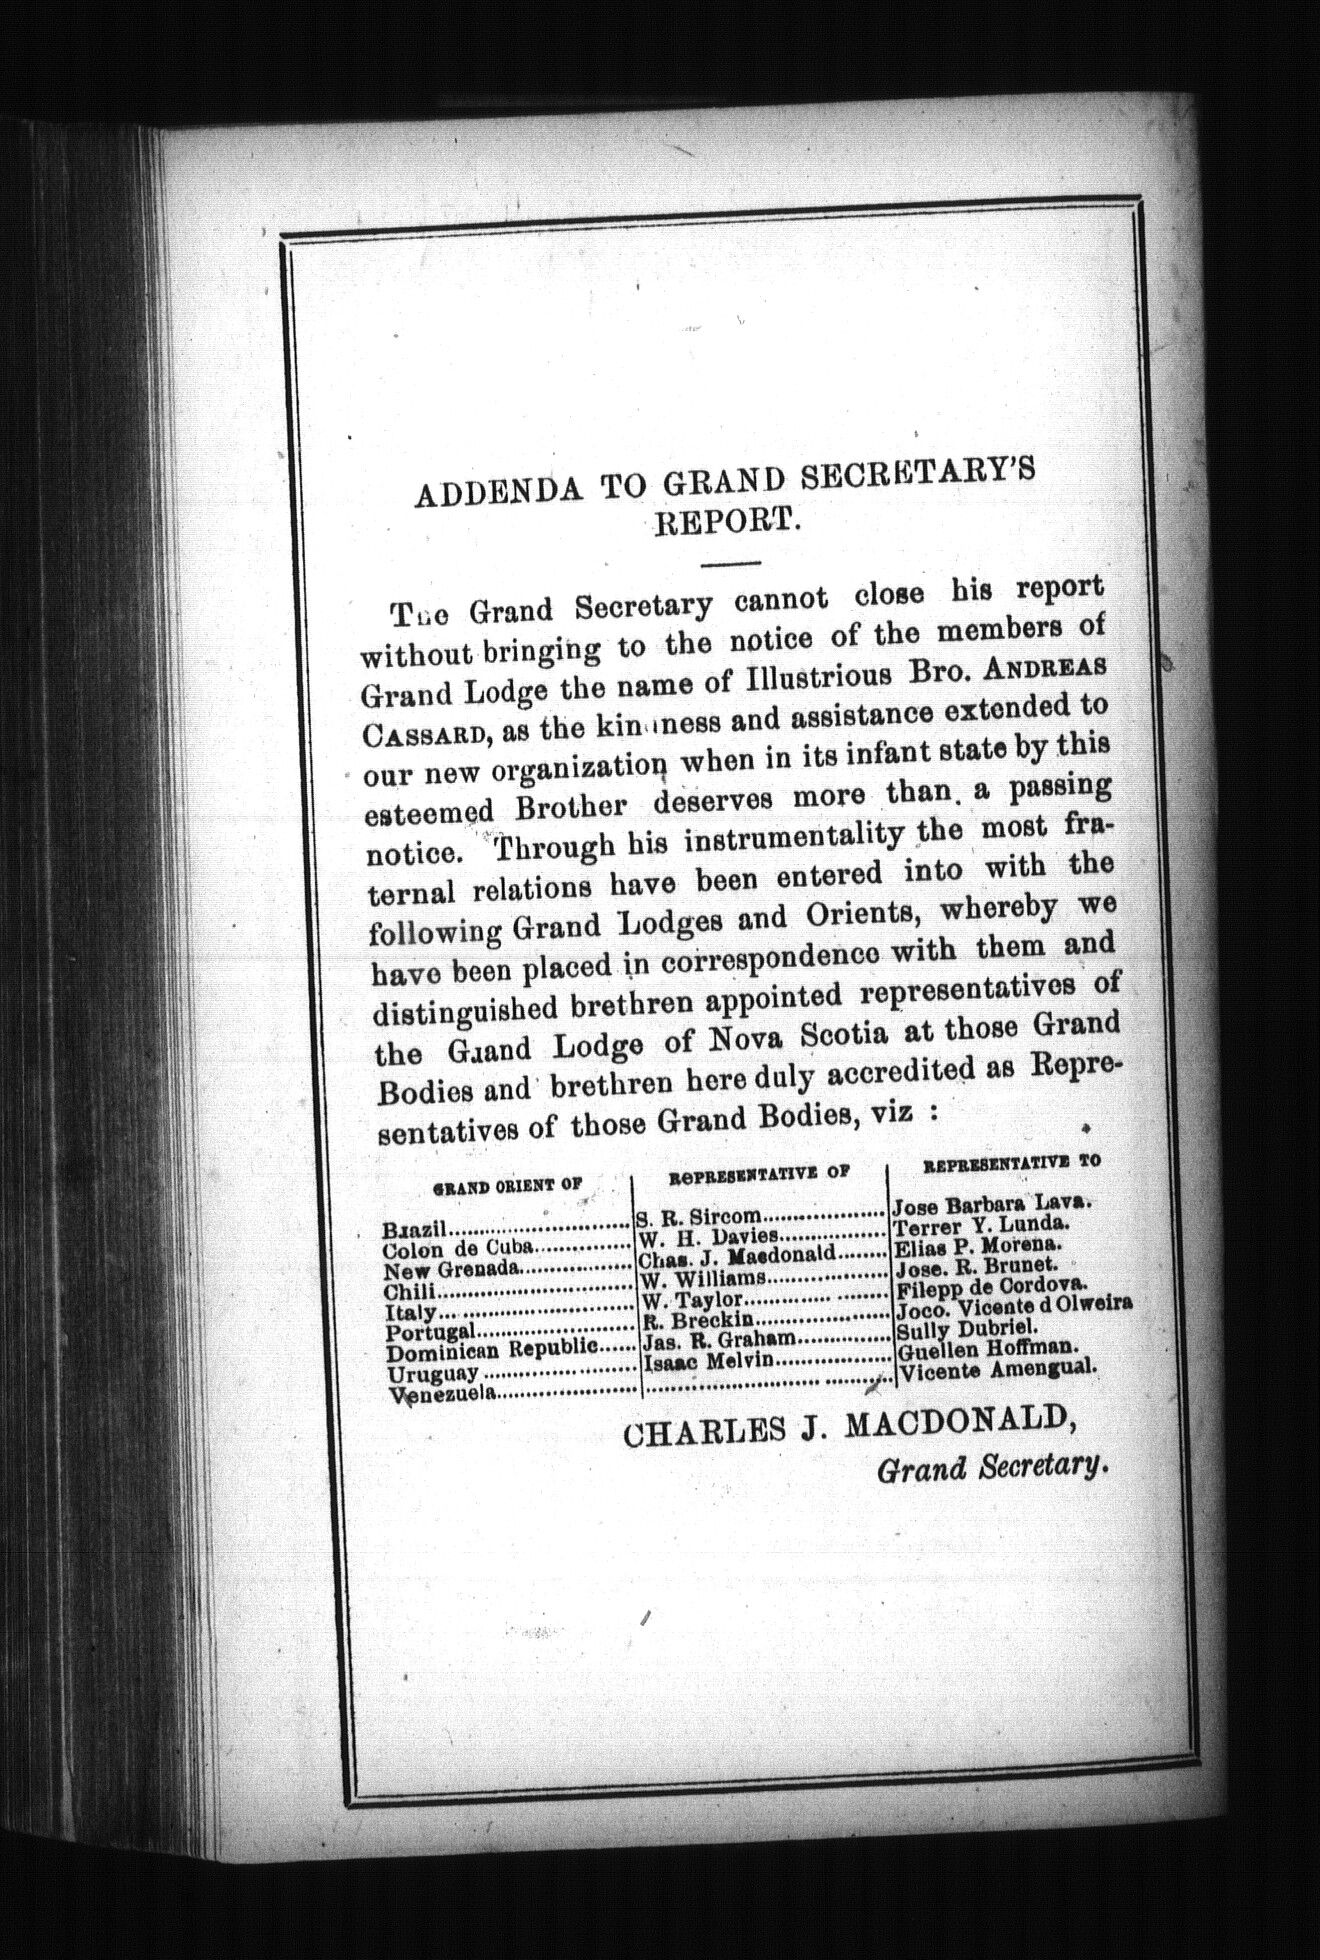 ADDENDA TO GRAND SECRETARY'S
REPORT.
The Grand Secretary cannot close his report
without bringing to the notice of the members of
Grand Lodge the name of Illustrious Bro. ANDREAS
CASSARD, as the kindness and assistance extended to
our new organization when in its infant state by this
esteemed Brother deserves more than a passing
notice. Through his instrumentality the most fra-
ternal relations have been entered into with the
following Grand Lodges and Orients, whereby we
have been placed in correspondence with them and
distinguished brethren appointed representatives of
the Grand Lodge of Nova Scotia at those Grand
Bodies and brethren here duly accredited as Repre-
sentatives of those Grand Bodies, viz :
GRAND ORIENT OF REPRESENTATIVE OF REPRESENTATIVE TO
Brazil.............................. S. R. Sircom................... Jose Barbara Lava.
Colon de Cuba............... W. H. Davies................. Terrer Y. Lunda.
New Grenada.................. Chas. J. Macdonald........ Elias P. Morena.
Chili................................ W. Williams................... Jose. R. Brunet.
Italy................................ W. Taylor....................... Filepp de Cordova.
Portugal.......................... R. Breckin..................... Joco. Vicente d Olweira
Dominican Republic...... Jas. R. Graham............... Sully Dubriel.
Uruguay......................... Isaac Melvin.................. Guellen Hoffman.
Venezuela....................... ........................................ Vicente Amengual.
CHARLES J. MACDONALD,
Grand Secretary.